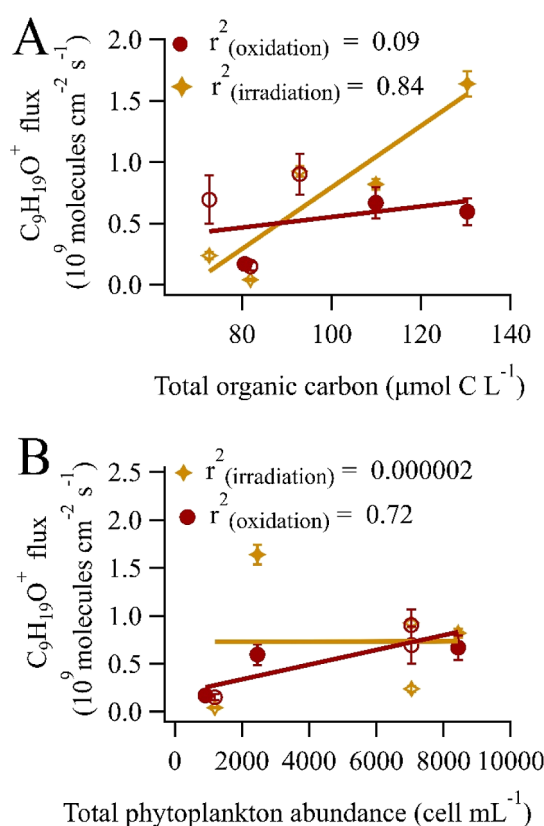 A
r²(oxidation) = 0.09
r²(irradiation) = 0.84
C₉H₁₉O⁺ flux
(10⁹ molecules cm⁻² s⁻¹)
2.0
1.5
1.0
0.5
0.0
80 100 120 140
Total organic carbon (μmol C L⁻¹)
B
r²(irradiation) = 0.000002
r²(oxidation) = 0.72
C₉H₁₉O⁺ flux
(10⁹ molecules cm⁻² s⁻¹)
2.5
2.0
1.5
1.0
0.5
0.0
0 2000 4000 6000 8000 10000
Total phytoplankton abundance (cell mL⁻¹)